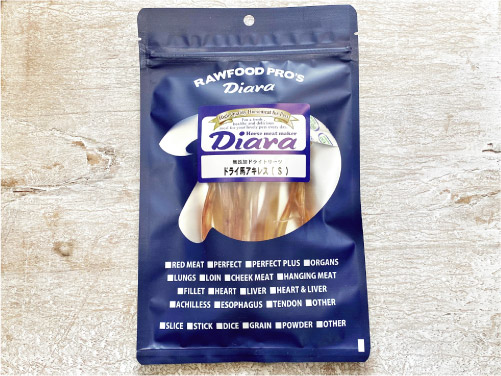 RAWFOOD PRO'S
Diara
Horse meat maker
Diara
無添加ドライトリーツ
ドライ馬アキレス(S)
■RED MEAT ■PERFECT ■PERFECT PLUS ■ORGANS
■LUNGS ■LOIN ■CHEEK MEAT ■HANGING MEAT
■FILLET ■HEART ■LIVER ■HEART & LIVER
■ACHILLESS ■ESOPHAGUS ■TENDON ■OTHER
■SLICE ■STICK ■DICE ■GRAIN ■POWDER ■OTHER